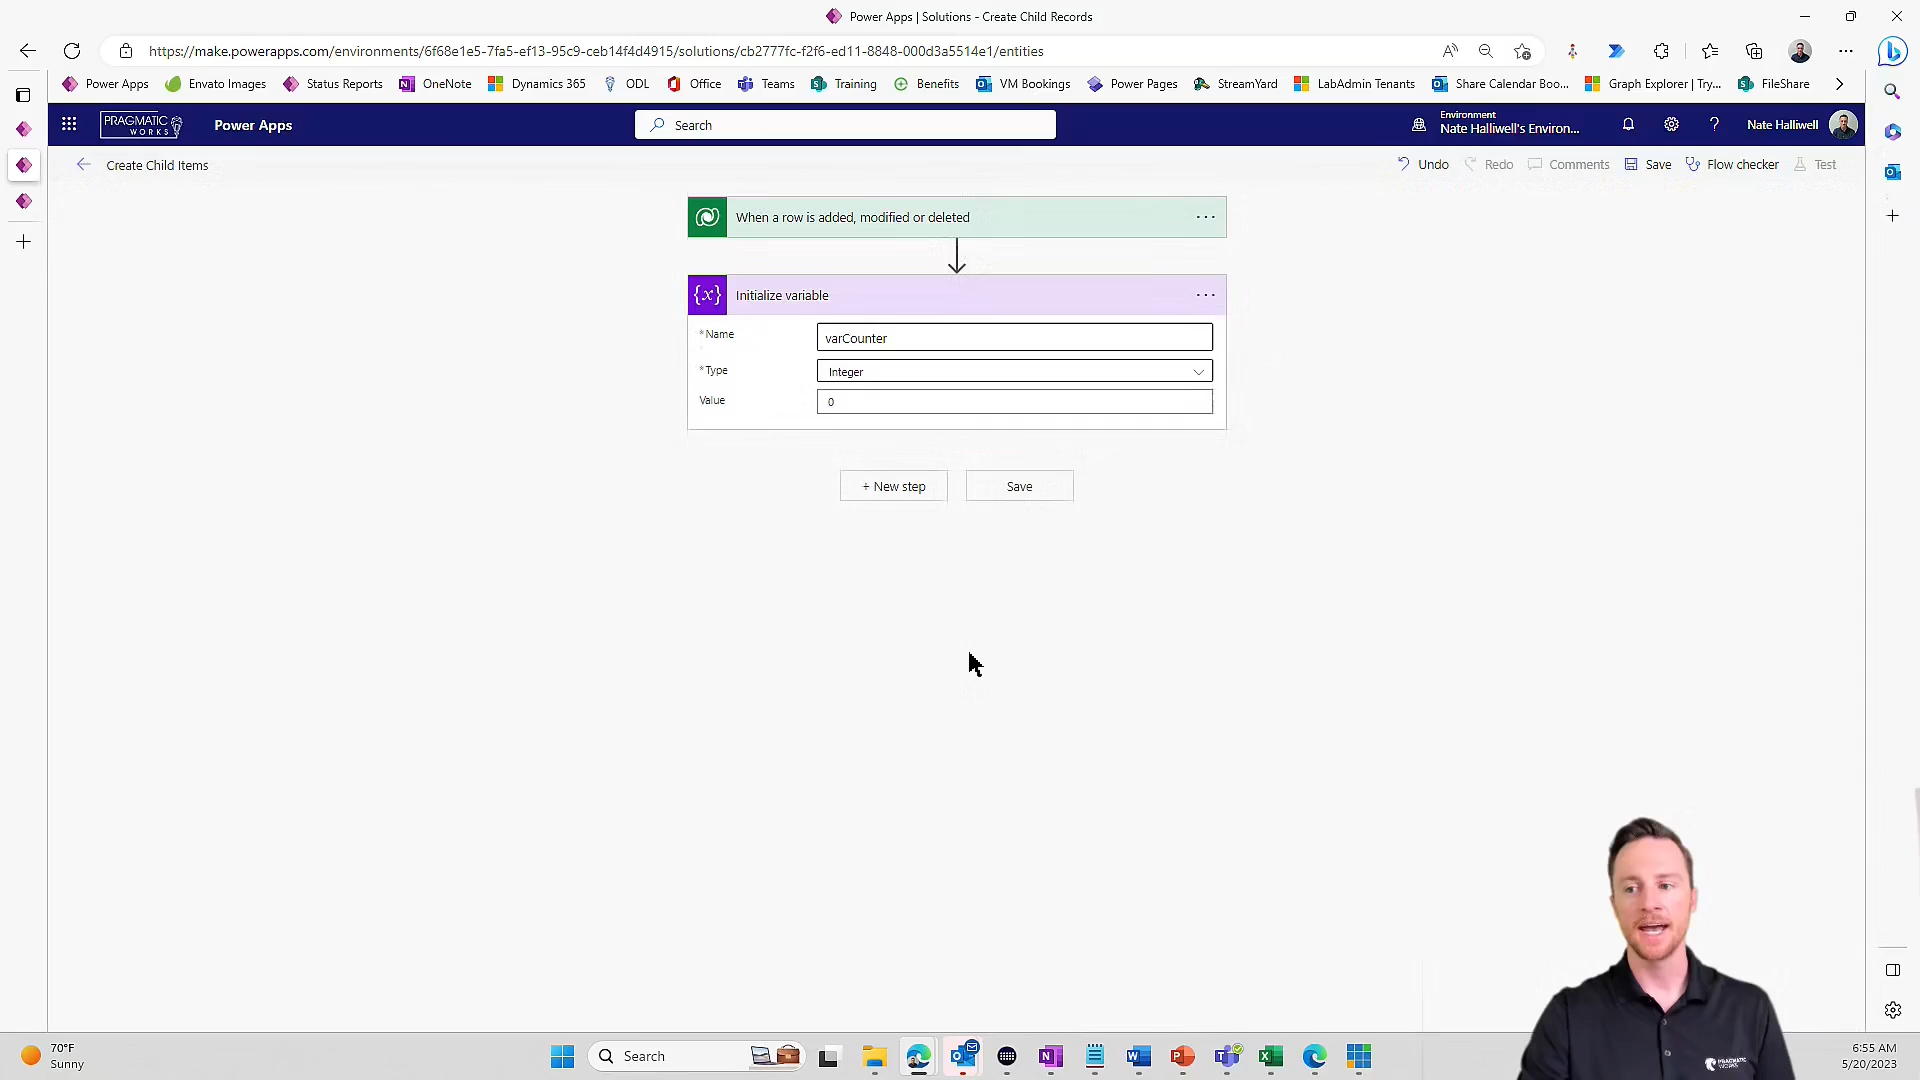 Power Apps | Solutions - Create Child Records
https://make.powerapps.com/environments/6f68e1e5-7fa5-ef13-95c9-ceb14f4d4915/solutions/cb2777fc-f2f6-ed11-8848-000d3a5514e1/entities
Power Apps Envato Images Status Reports OneNote Dynamics 365 ODL Office Teams Training Benefits VM Bookings Power Pages StreamYard LabAdmin Tenants Share Calendar Boo... Graph Explorer | Try... FileShare
PRAGMATIC WORKS
Power Apps
Search
Environment
Nate Halliwell's Environ...
Nate Halliwell
Create Child Items
Undo Redo Comments Save Flow checker Test
When a row is added, modified or deleted
{x} Initialize variable
*Name varCounter
*Type Integer
Value 0
+ New step Save
PRAGMATIC WORKS
70°F
Sunny
Search
6:55 AM
5/20/2023